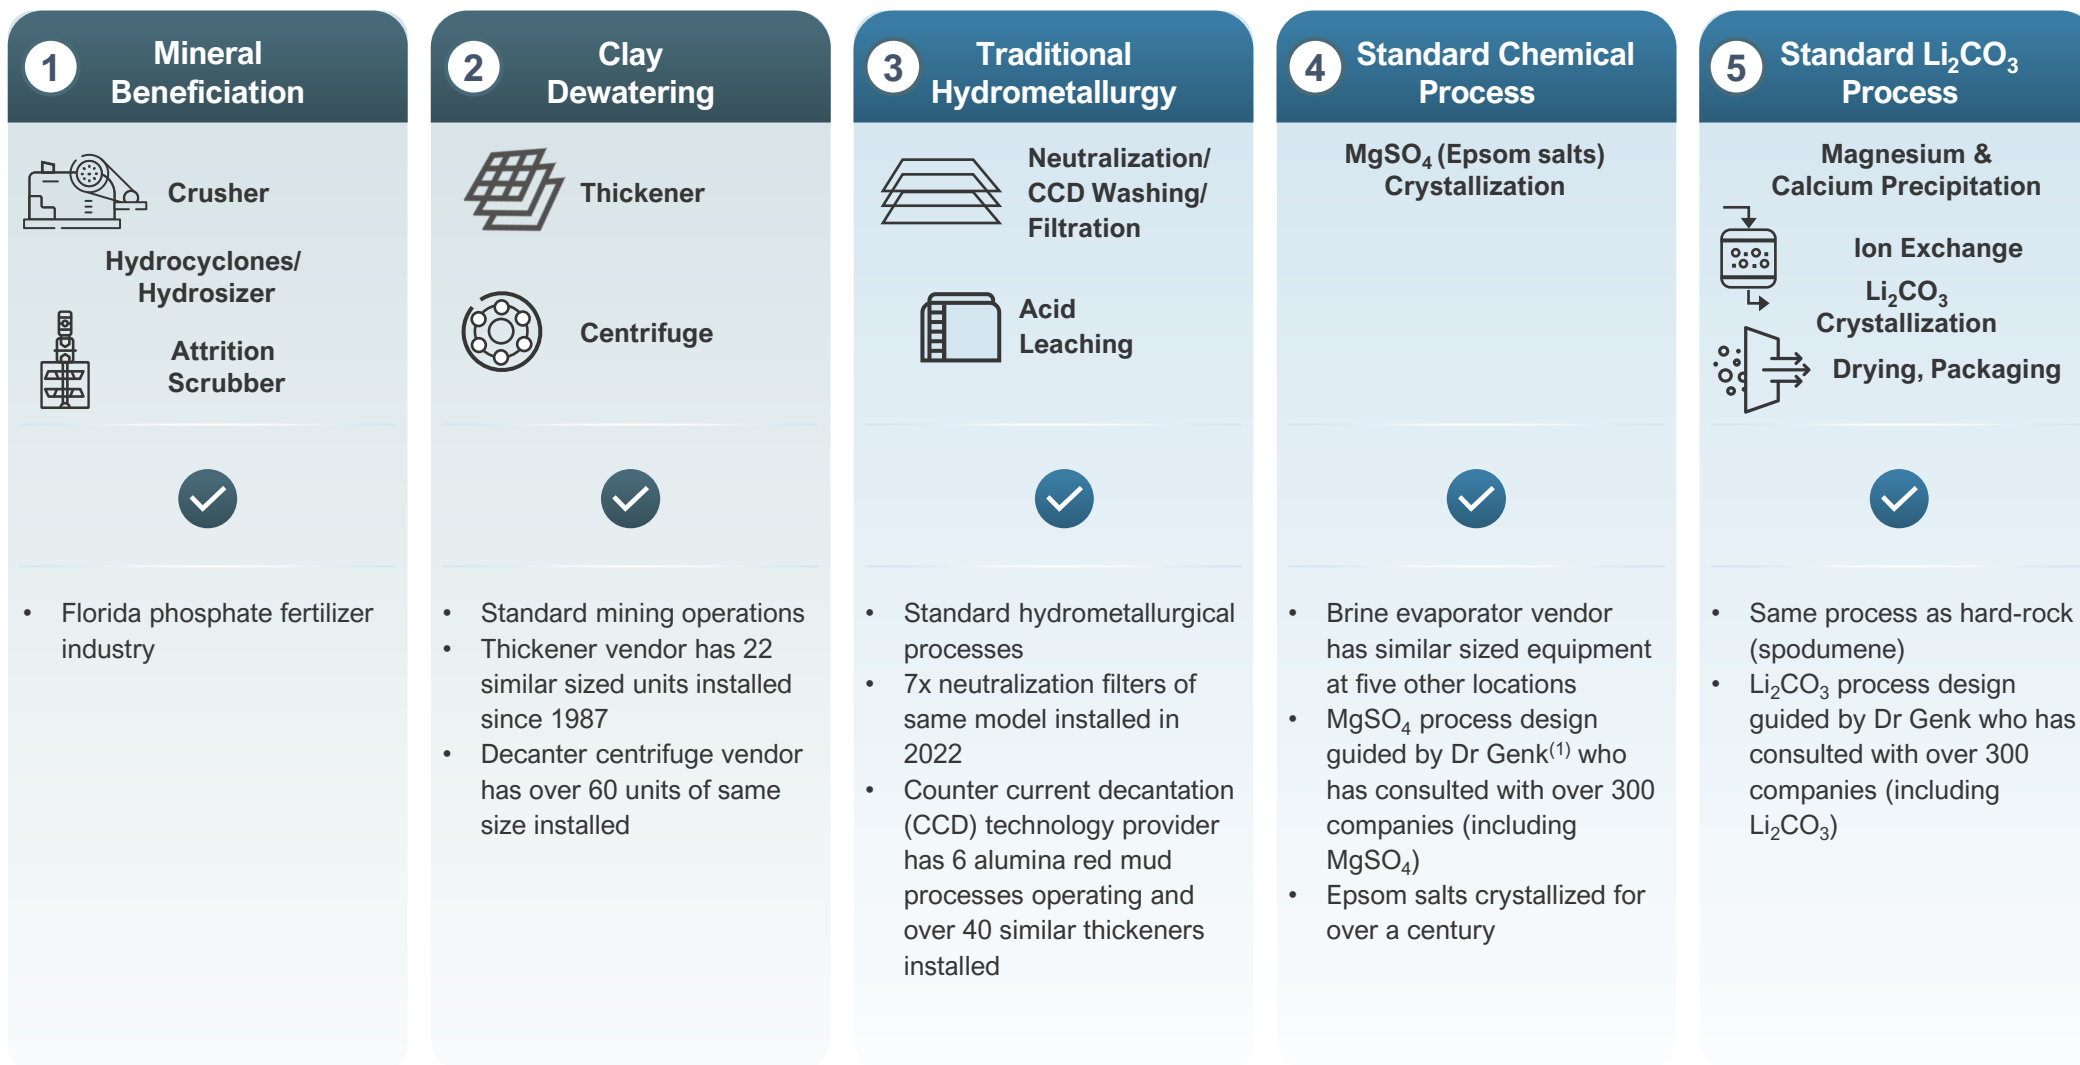 1
Mineral
Beneficiation
Crusher
Hydrocyclones/
Hydrosizer
Attrition
Scrubber
• Florida phosphate fertilizer
industry
2
Clay
Dewatering
Thickener
Centrifuge
• Standard mining operations
• Thickener vendor has 22
similar sized units installed
since 1987
• Decanter centrifuge vendor
has over 60 units of same
size installed
3
Traditional
Hydrometallurgy
Neutralization/
CCD Washing/
Filtration
Acid
Leaching
• Standard hydrometallurgical
processes
• 7x neutralization filters of
same model installed in
2022
• Counter current decantation
(CCD) technology provider
has 6 alumina red mud
processes operating and
over 40 similar thickeners
installed
4
Standard Chemical
Process
MgSO₄ (Epsom salts)
Crystallization
• Brine evaporator vendor
has similar sized equipment
at five other locations
• MgSO₄ process design
guided by Dr Genk⁽¹⁾ who
has consulted with over 300
companies (including
MgSO₄)
• Epsom salts crystallized for
over a century
5
Standard Li₂CO₃
Process
Magnesium &
Calcium Precipitation
Ion Exchange
Li₂CO₃
Crystallization
Drying, Packaging
• Same process as hard-rock
(spodumene)
• Li₂CO₃ process design
guided by Dr Genk who has
consulted with over 300
companies (including
Li₂CO₃)